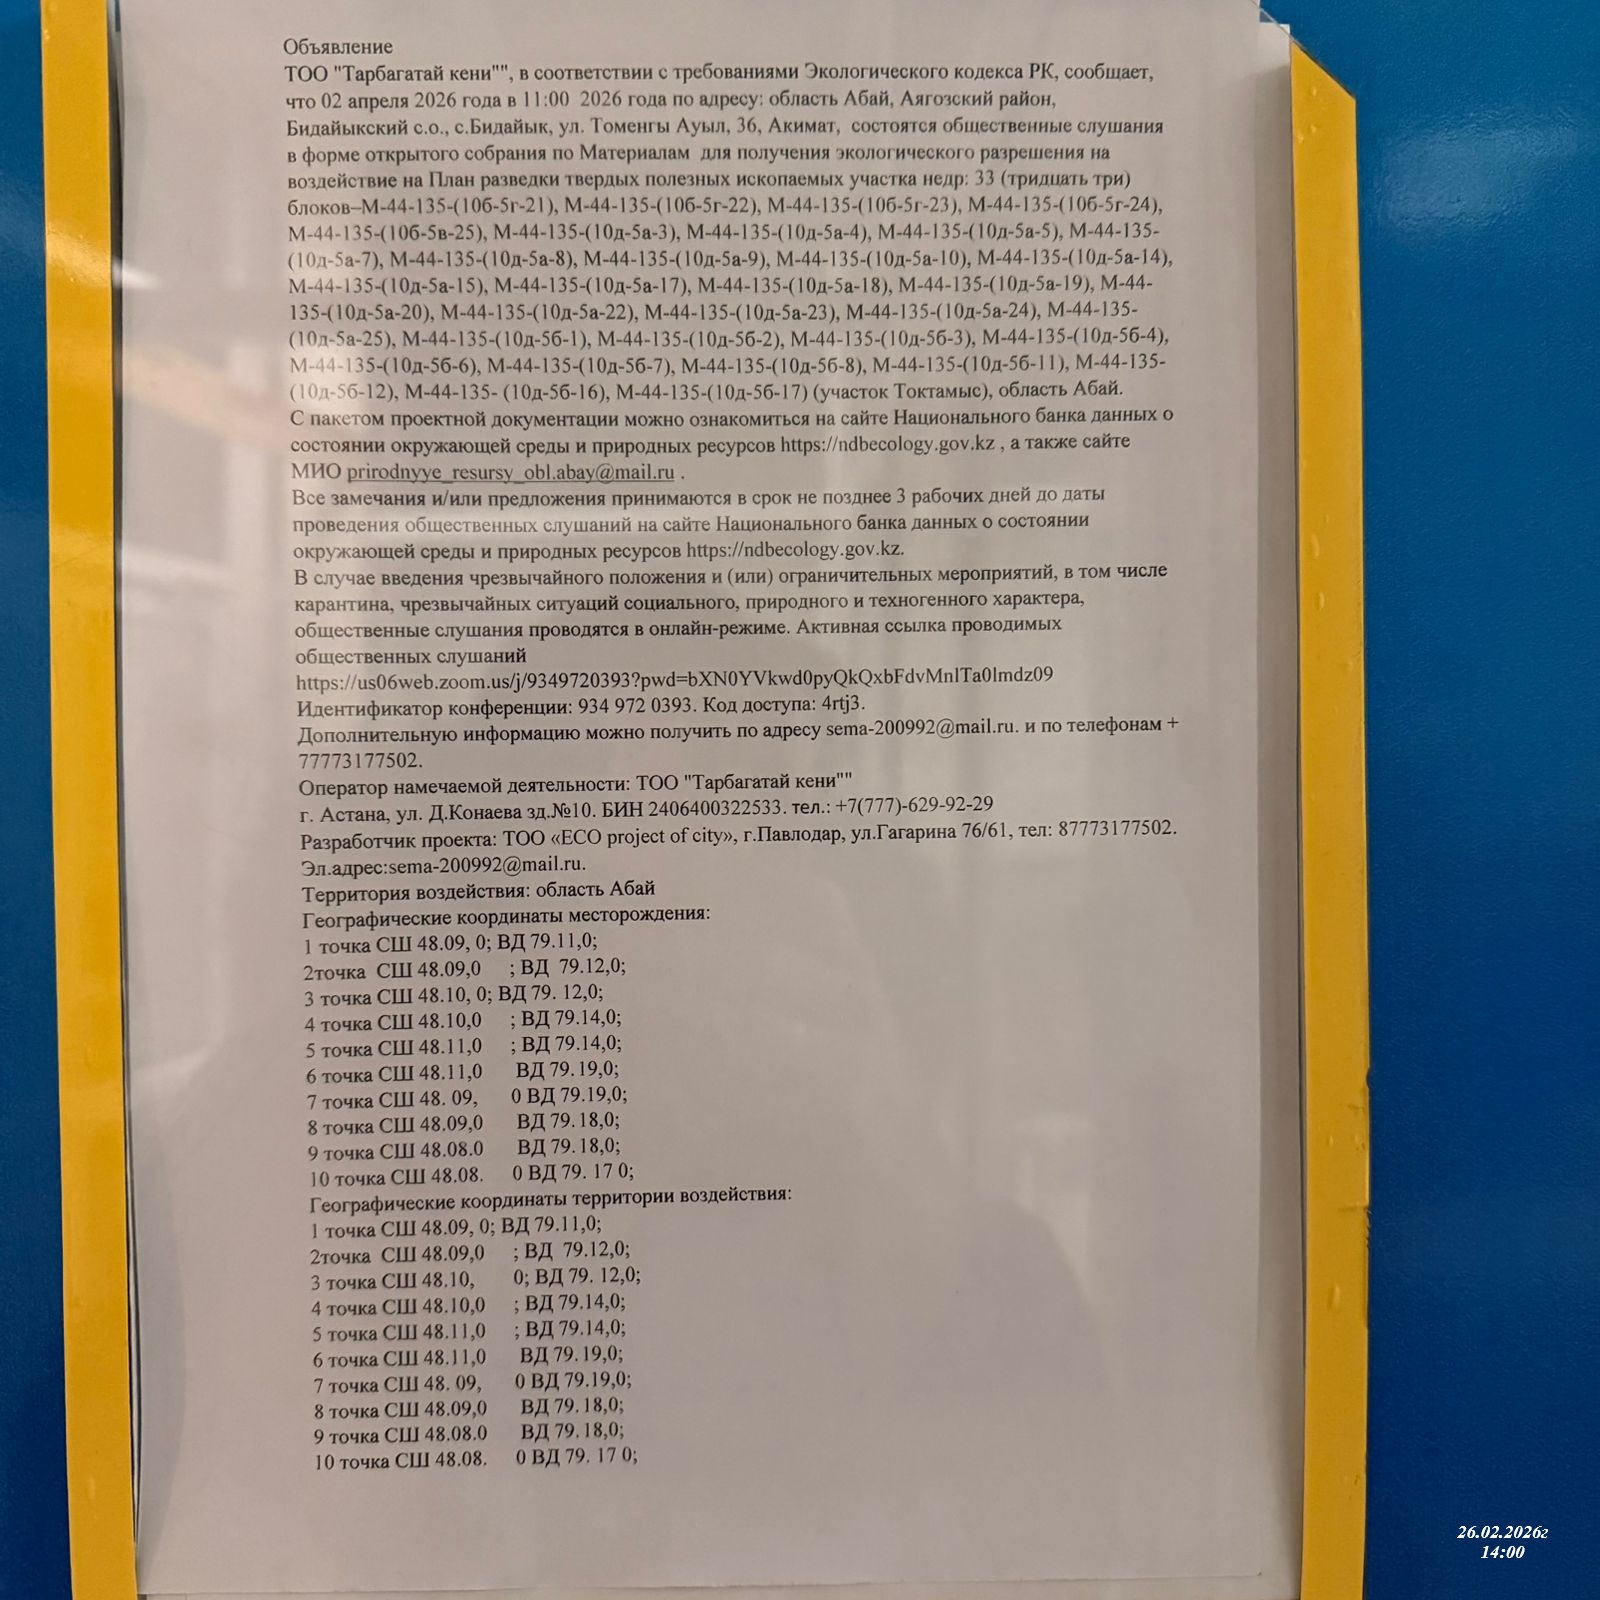 Объявление
ТОО "Тарбагатай кени"", в соответствии с требованиями Экологического кодекса РК, сообщает,
что 02 апреля 2026 года в 11:00  2026 года по адресу: область Абай, Аягозский район,
Бидайыкский с.о., с.Бидайык, ул. Томенгы Ауыл, 36, Акимат,  состоятся общественные слушания
в форме открытого собрания по Материалам  для получения экологического разрешения на
воздействие на План разведки твердых полезных ископаемых участка недр: 33 (тридцать три)
блоков–М-44-135-(10б-5г-21), М-44-135-(10б-5г-22), М-44-135-(10б-5г-23), М-44-135-(10б-5г-24),
М-44-135-(10б-5в-25), М-44-135-(10д-5а-3), М-44-135-(10д-5а-4), М-44-135-(10д-5а-5), М-44-135-
(10д-5а-7), М-44-135-(10д-5а-8), М-44-135-(10д-5а-9), М-44-135-(10д-5а-10), М-44-135-(10д-5а-14),
М-44-135-(10д-5а-15), М-44-135-(10д-5а-17), М-44-135-(10д-5а-18), М-44-135-(10д-5а-19), М-44-
135-(10д-5а-20), М-44-135-(10д-5а-22), М-44-135-(10д-5а-23), М-44-135-(10д-5а-24), М-44-135-
(10д-5а-25), М-44-135-(10д-5б-1), М-44-135-(10д-5б-2), М-44-135-(10д-5б-3), М-44-135-(10д-5б-4),
М-44-135-(10д-5б-6), М-44-135-(10д-5б-7), М-44-135-(10д-5б-8), М-44-135-(10д-5б-11), М-44-135-
(10д-5б-12), М-44-135- (10д-5б-16), М-44-135-(10д-5б-17) (участок Токтамыс), область Абай.
С пакетом проектной документации можно ознакомиться на сайте Национального банка данных о
состоянии окружающей среды и природных ресурсов https://ndbecology.gov.kz , а также сайте
МИО prirodnyye_resursy_obl.abay@mail.ru .
Все замечания и/или предложения принимаются в срок не позднее 3 рабочих дней до даты
проведения общественных слушаний на сайте Национального банка данных о состоянии
окружающей среды и природных ресурсов https://ndbecology.gov.kz.
В случае введения чрезвычайного положения и (или) ограничительных мероприятий, в том числе
карантина, чрезвычайных ситуаций социального, природного и техногенного характера,
общественные слушания проводятся в онлайн-режиме. Активная ссылка проводимых
общественных слушаний
https://us06web.zoom.us/j/9349720393?pwd=bXN0YVkwd0pyQkQxbFdvMnlTa0lmdz09
Идентификатор конференции: 934 972 0393. Код доступа: 4rtj3.
Дополнительную информацию можно получить по адресу sema-200992@mail.ru. и по телефонам +
77773177502.
Оператор намечаемой деятельности: ТОО "Тарбагатай кени""
г. Астана, ул. Д.Конаева зд.№10. БИН 2406400322533. тел.: +7(777)-629-92-29
Разработчик проекта: ТОО «ECO project of city», г.Павлодар, ул.Гагарина 76/61, тел: 87773177502.
Эл.адрес:sema-200992@mail.ru.
Территория воздействия: область Абай
Географические координаты месторождения:
1 точка СШ 48.09, 0; ВД 79.11,0;
2точка  СШ 48.09,0     ; ВД  79.12,0;
3 точка СШ 48.10, 0; ВД 79. 12,0;
4 точка СШ 48.10,0     ; ВД 79.14,0;
5 точка СШ 48.11,0     ; ВД 79.14,0;
6 точка СШ 48.11,0      ВД 79.19,0;
7 точка СШ 48. 09,      0 ВД 79.19,0;
8 точка СШ 48.09,0      ВД 79.18,0;
9 точка СШ 48.08.0      ВД 79.18,0;
10 точка СШ 48.08.     0 ВД 79. 17 0;
Географические координаты территории воздействия:
1 точка СШ 48.09, 0; ВД 79.11,0;
2точка  СШ 48.09,0     ; ВД  79.12,0;
3 точка СШ 48.10,       0; ВД 79. 12,0;
4 точка СШ 48.10,0     ; ВД 79.14,0;
5 точка СШ 48.11,0     ; ВД 79.14,0;
6 точка СШ 48.11,0      ВД 79.19,0;
7 точка СШ 48. 09,      0 ВД 79.19,0;
8 точка СШ 48.09,0      ВД 79.18,0;
9 точка СШ 48.08.0      ВД 79.18,0;
10 точка СШ 48.08.     0 ВД 79. 17 0;
26.02.2026г
14:00